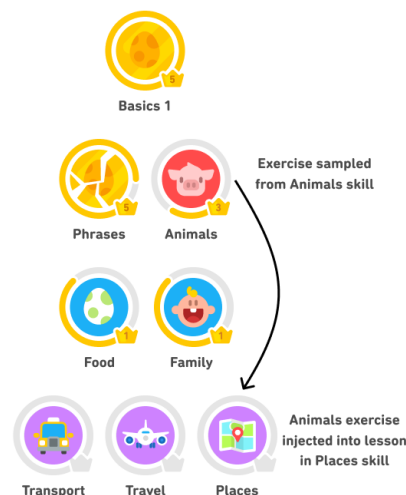 5
Basics 1
5
3
Exercise sampled
from Animals skill
Phrases
Animals
1
1
Food
Family
Animals exercise
injected into lesson
in Places skill
Transport
Travel
Places